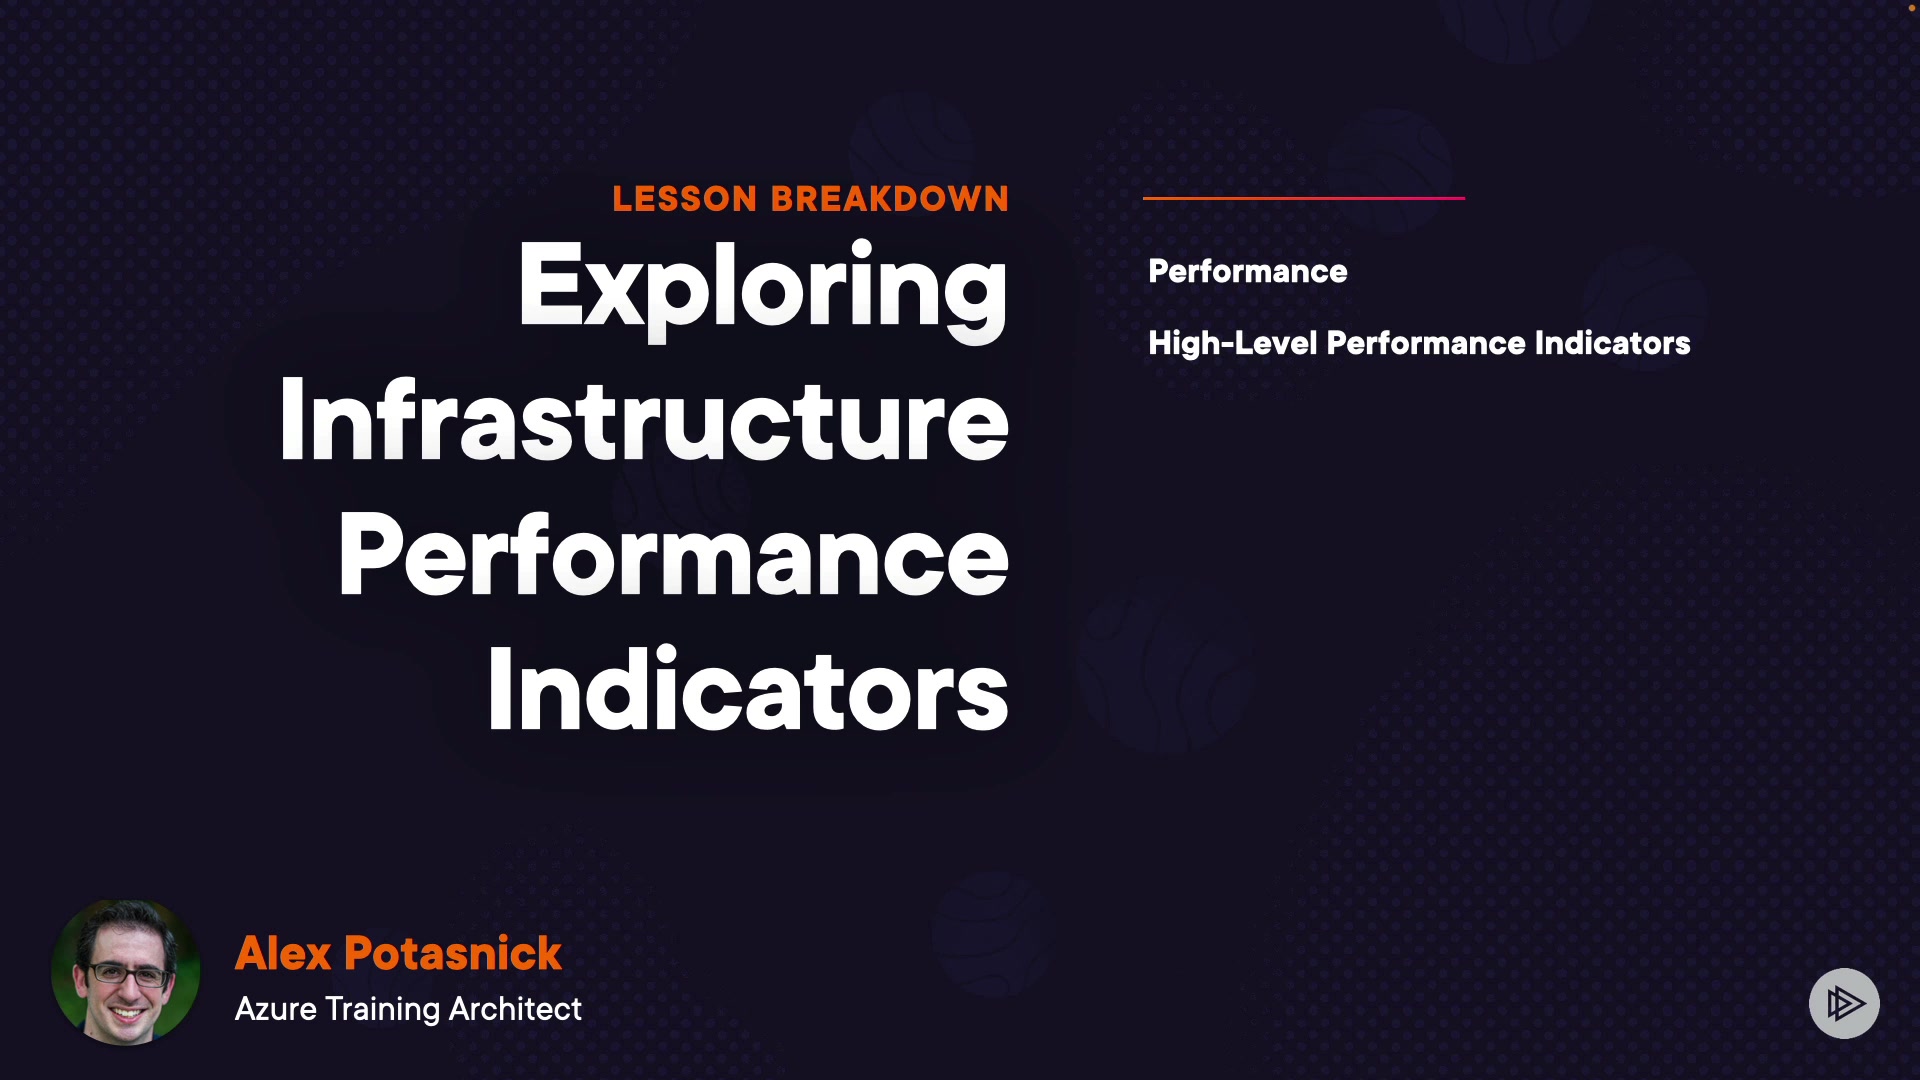 LESSON BREAKDOWN
Exploring
Infrastructure
Performance
Indicators
Performance
High-Level Performance Indicators
Alex Potasnick
Azure Training Architect